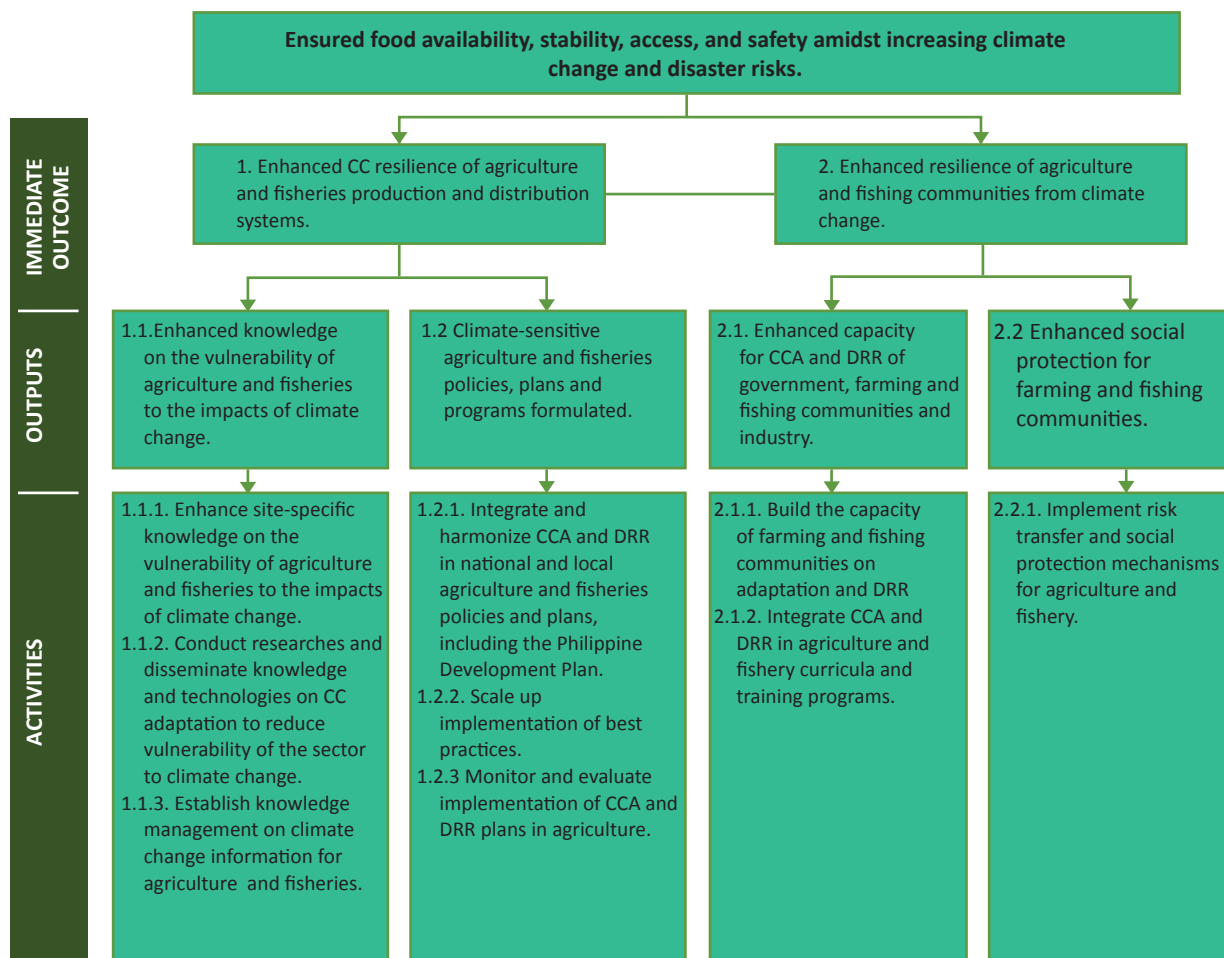 Ensured food availability, stability, access, and safety amidst increasing climate
change and disaster risks.
IMMEDIATE
OUTCOME
1. Enhanced CC resilience of agriculture
and fisheries production and distribution
systems.
2. Enhanced resilience of agriculture
and fishing communities from climate
change.
OUTPUTS
1.1.Enhanced knowledge
on the vulnerability of
agriculture and fisheries
to the impacts of climate
change.
1.2 Climate-sensitive
agriculture and fisheries
policies, plans and
programs formulated.
2.1. Enhanced capacity
for CCA and DRR of
government, farming and
fishing communities and
industry.
2.2 Enhanced social
protection for
farming and fishing
communities.
ACTIVITIES
1.1.1. Enhance site-specific
knowledge on the
vulnerability of agriculture
and fisheries to the impacts
of climate change.
1.1.2. Conduct researches and
disseminate knowledge
and technologies on CC
adaptation to reduce
vulnerability of the sector
to climate change.
1.1.3. Establish knowledge
management on climate
change information for
agriculture and fisheries.
1.2.1. Integrate and
harmonize CCA and DRR
in national and local
agriculture and fisheries
policies and plans,
including the Philippine
Development Plan.
1.2.2. Scale up
implementation of best
practices.
1.2.3 Monitor and evaluate
implementation of CCA and
DRR plans in agriculture.
2.1.1. Build the capacity
of farming and fishing
communities on
adaptation and DRR
2.1.2. Integrate CCA and
DRR in agriculture and
fishery curricula and
training programs.
2.2.1. Implement risk
transfer and social
protection mechanisms
for agriculture and
fishery.